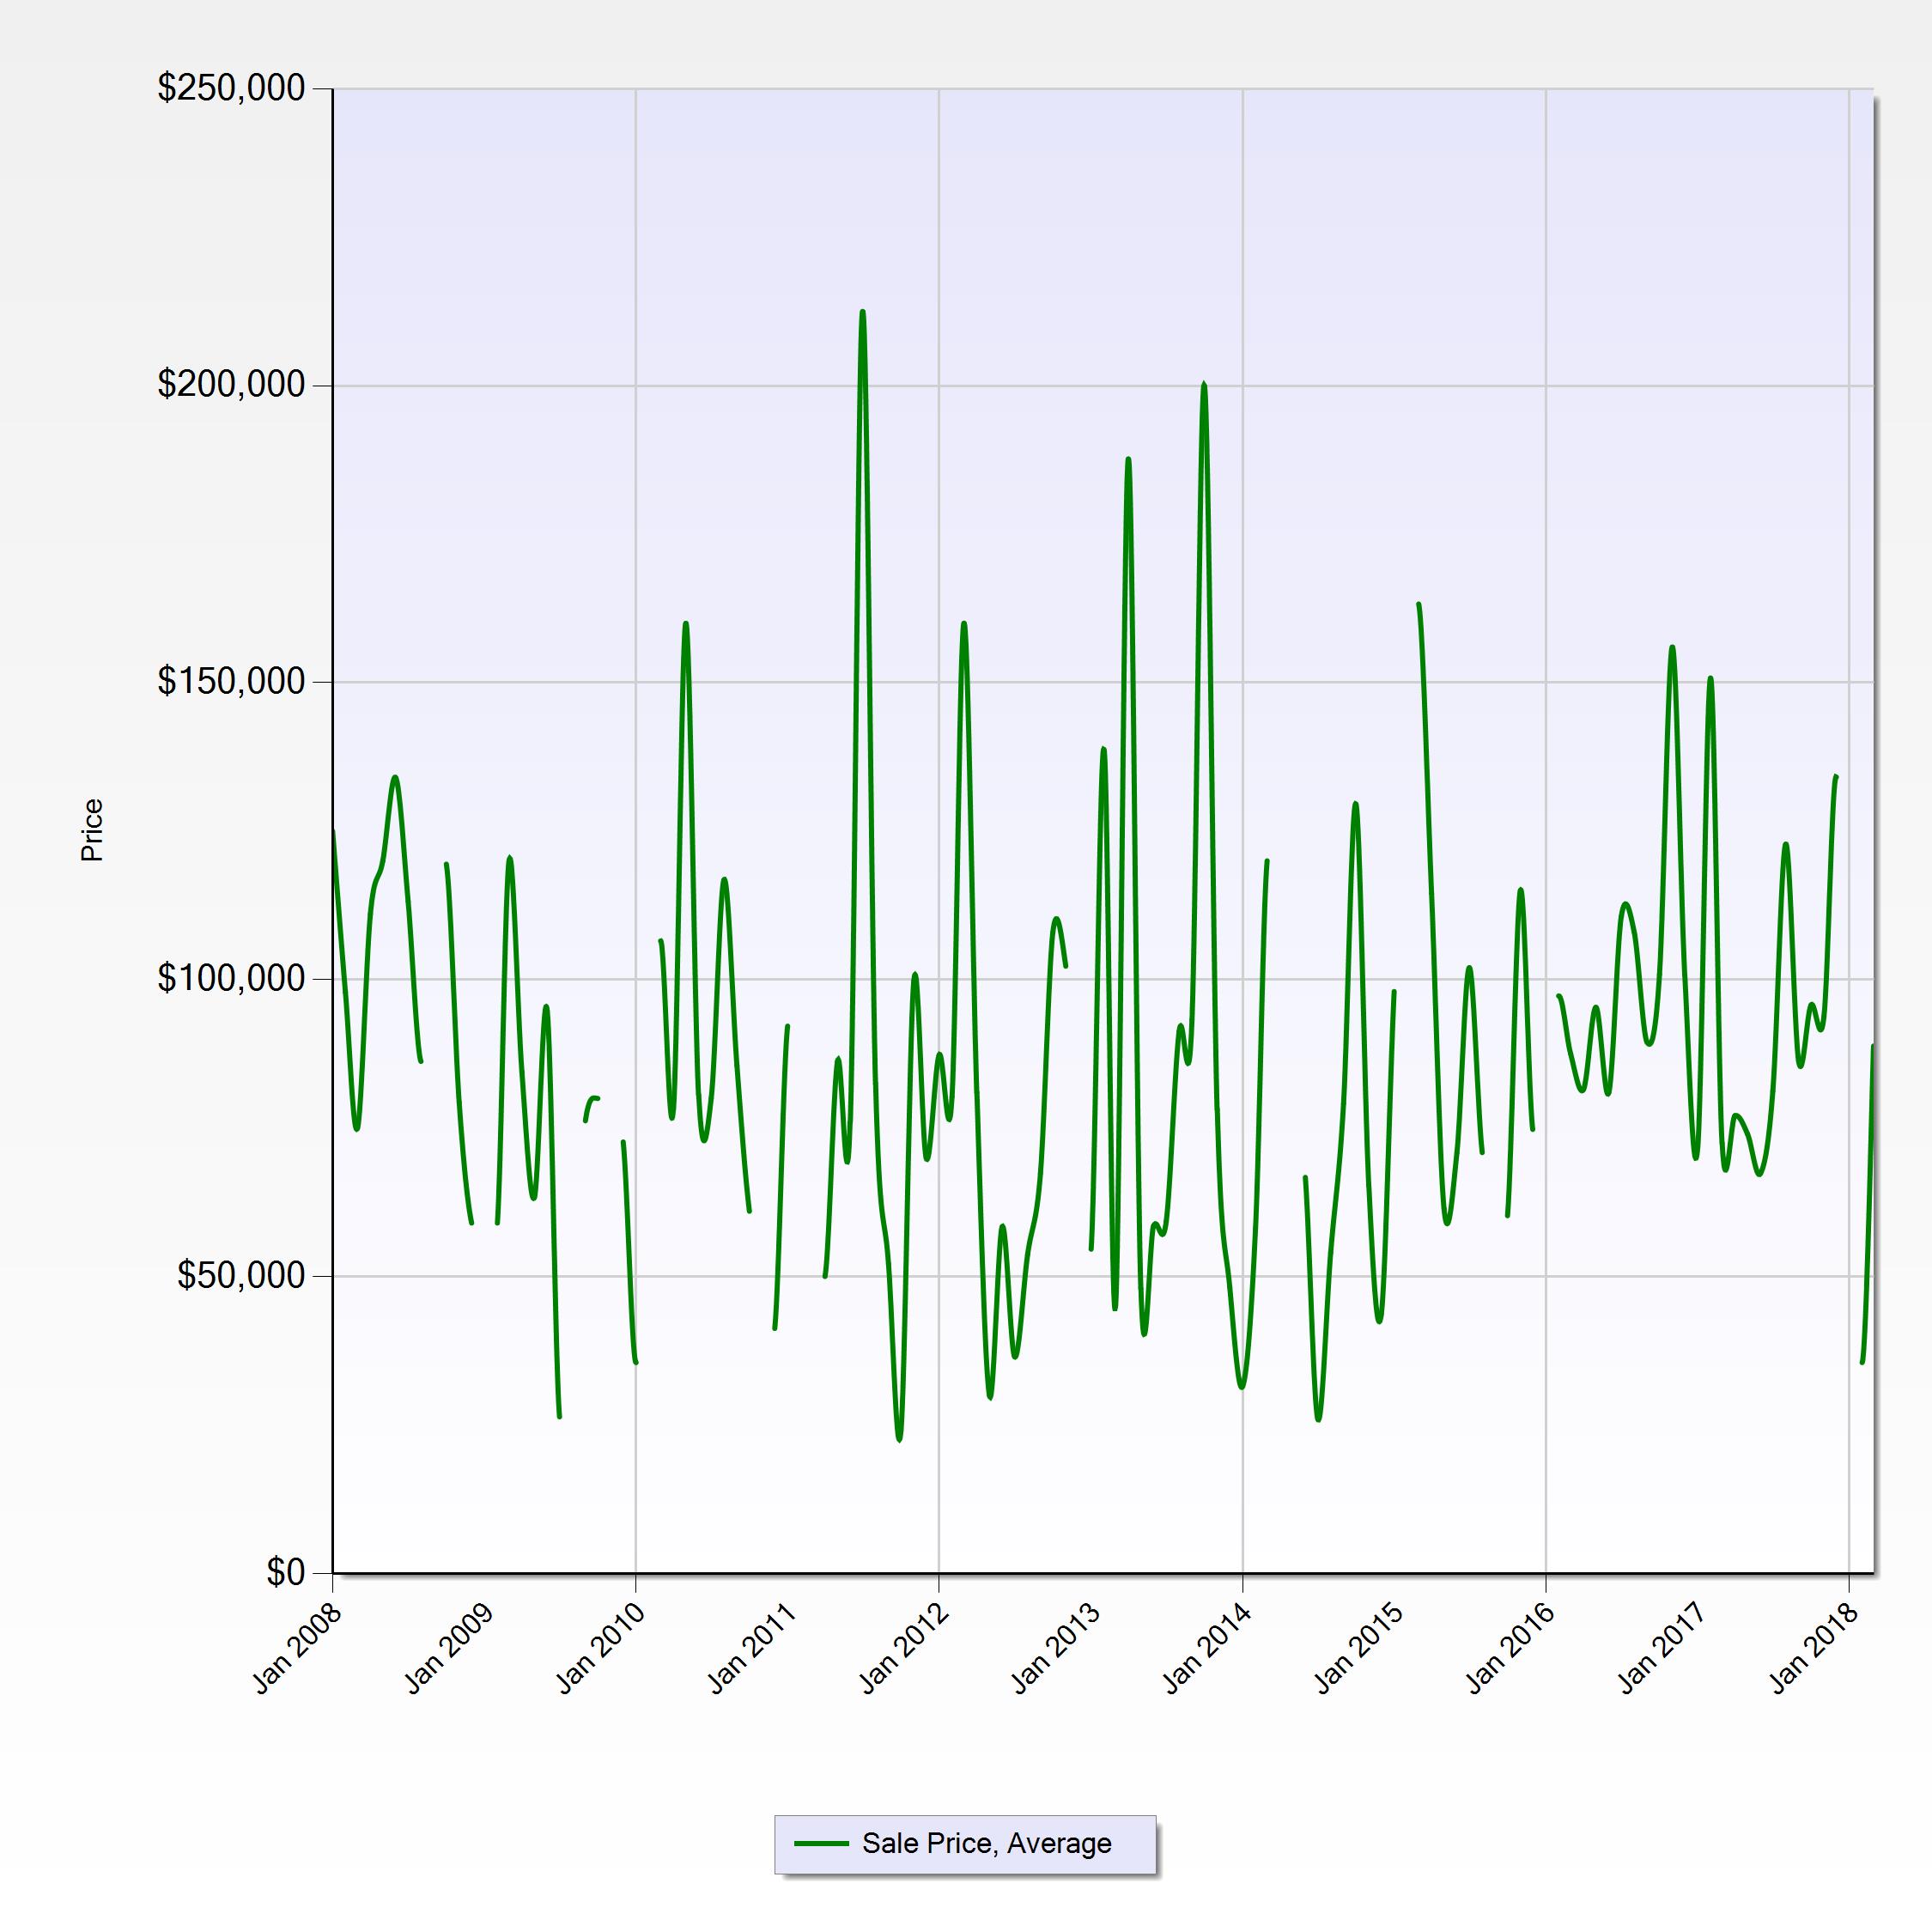 $250,000
$200,000
$150,000
$100,000
$50,000
$0
Price
Jan 2008
Jan 2009
Jan 2010
Jan 2011
Jan 2012
Jan 2013
Jan 2014
Jan 2015
Jan 2016
Jan 2017
Jan 2018
Sale Price, Average